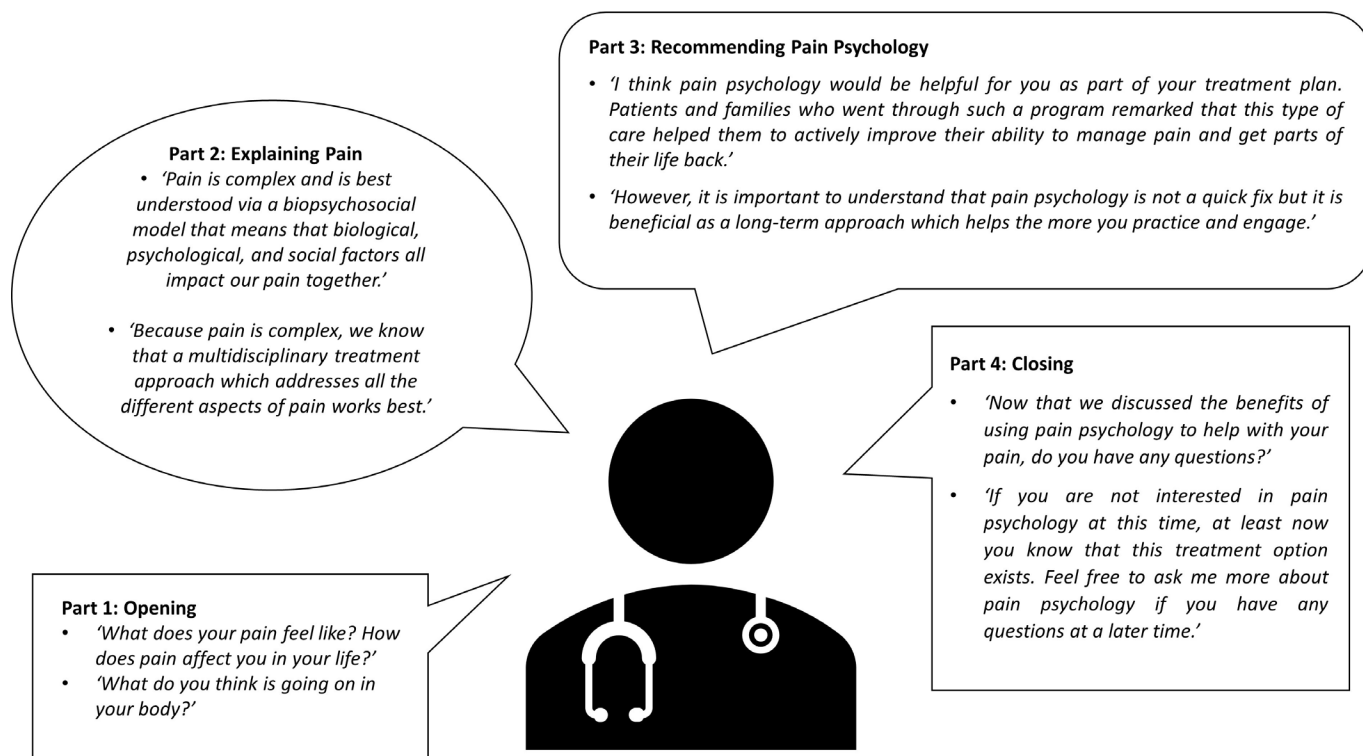 Part 1: Opening
• ‘What does your pain feel like? How
does pain affect you in your life?’
• ‘What do you think is going on in
your body?’
Part 2: Explaining Pain
• ‘Pain is complex and is best
understood via a biopsychosocial
model that means that biological,
psychological, and social factors all
impact our pain together.’
• ‘Because pain is complex, we know
that a multidisciplinary treatment
approach which addresses all the
different aspects of pain works best.’
Part 3: Recommending Pain Psychology
• ‘I think pain psychology would be helpful for you as part of your treatment plan.
Patients and families who went through such a program remarked that this type of
care helped them to actively improve their ability to manage pain and get parts of
their life back.’
• ‘However, it is important to understand that pain psychology is not a quick fix but it is
beneficial as a long-term approach which helps the more you practice and engage.’
Part 4: Closing
• ‘Now that we discussed the benefits of
using pain psychology to help with your
pain, do you have any questions?’
• ‘If you are not interested in pain
psychology at this time, at least now
you know that this treatment option
exists. Feel free to ask me more about
pain psychology if you have any
questions at a later time.’